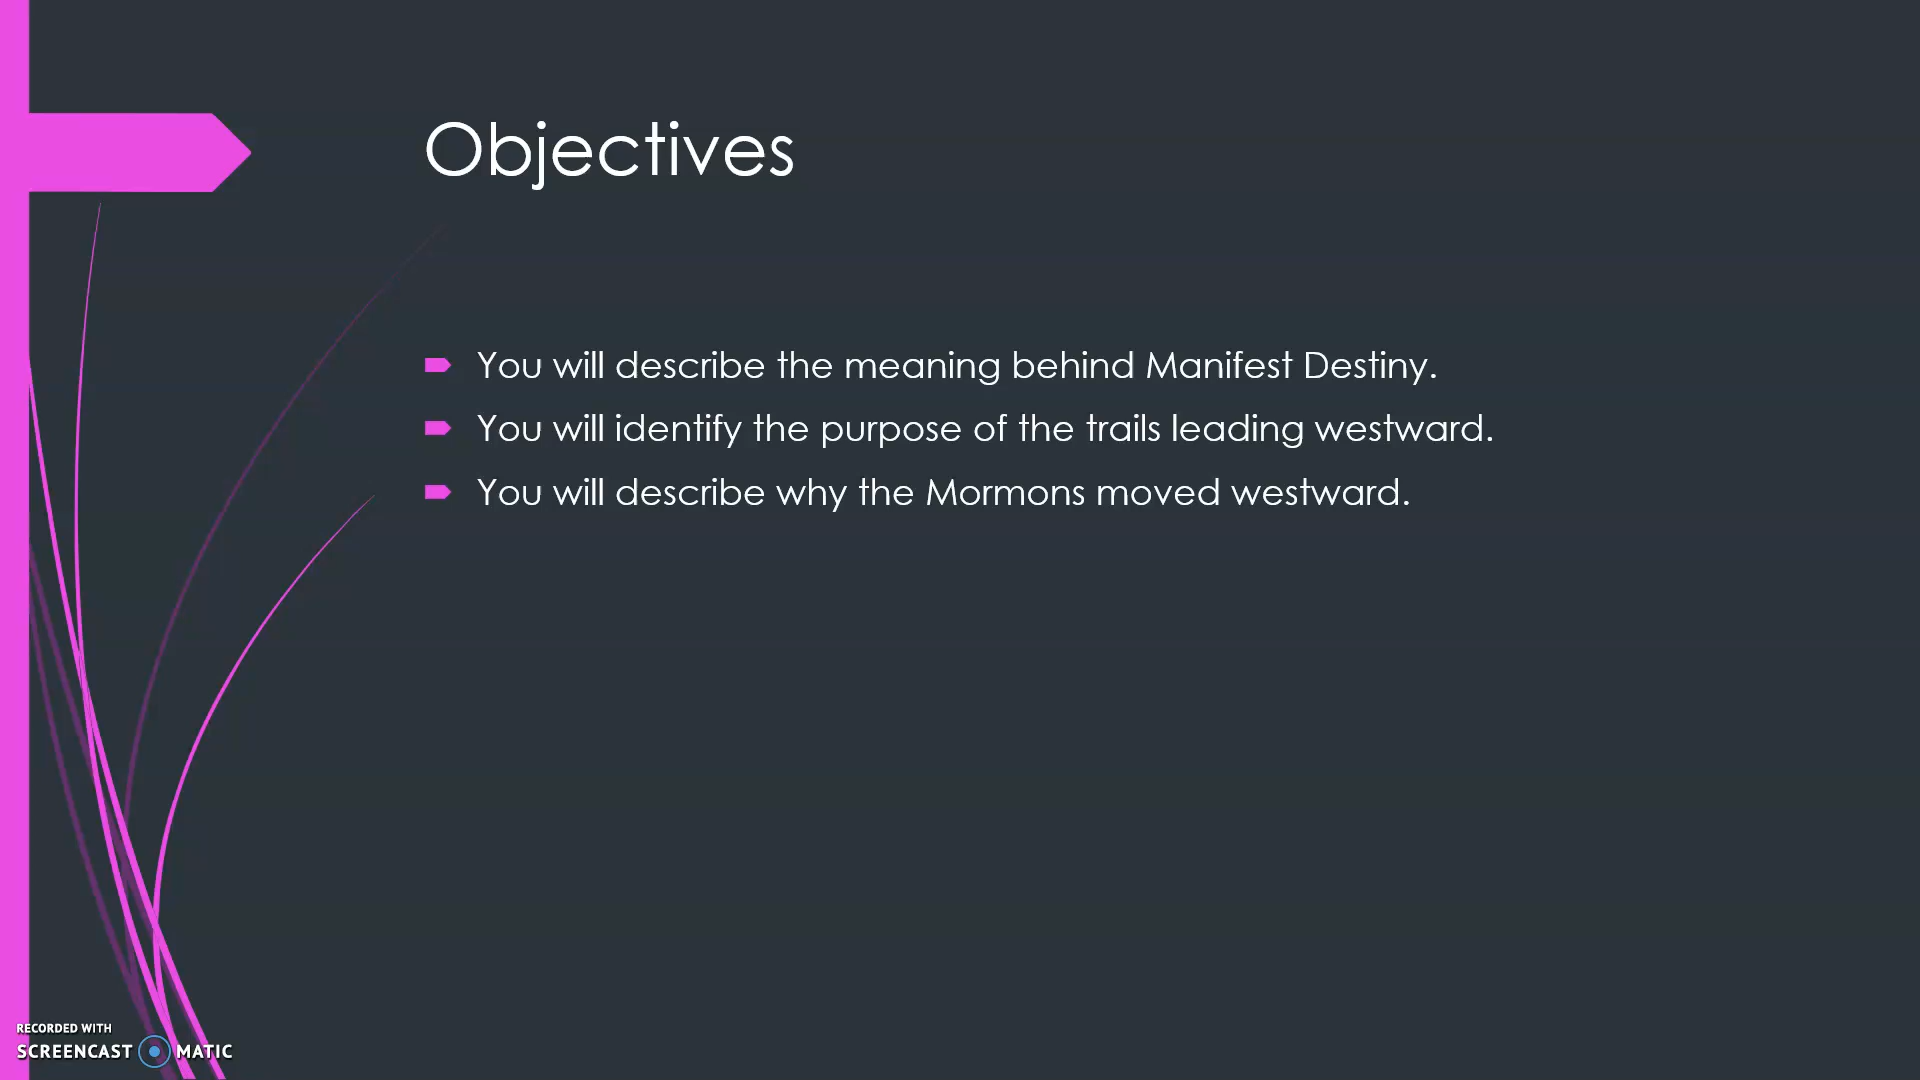 Objectives
You will describe the meaning behind Manifest Destiny.
You will identify the purpose of the trails leading westward.
You will describe why the Mormons moved westward.
RECORDED WITH
SCREENCAST MATIC